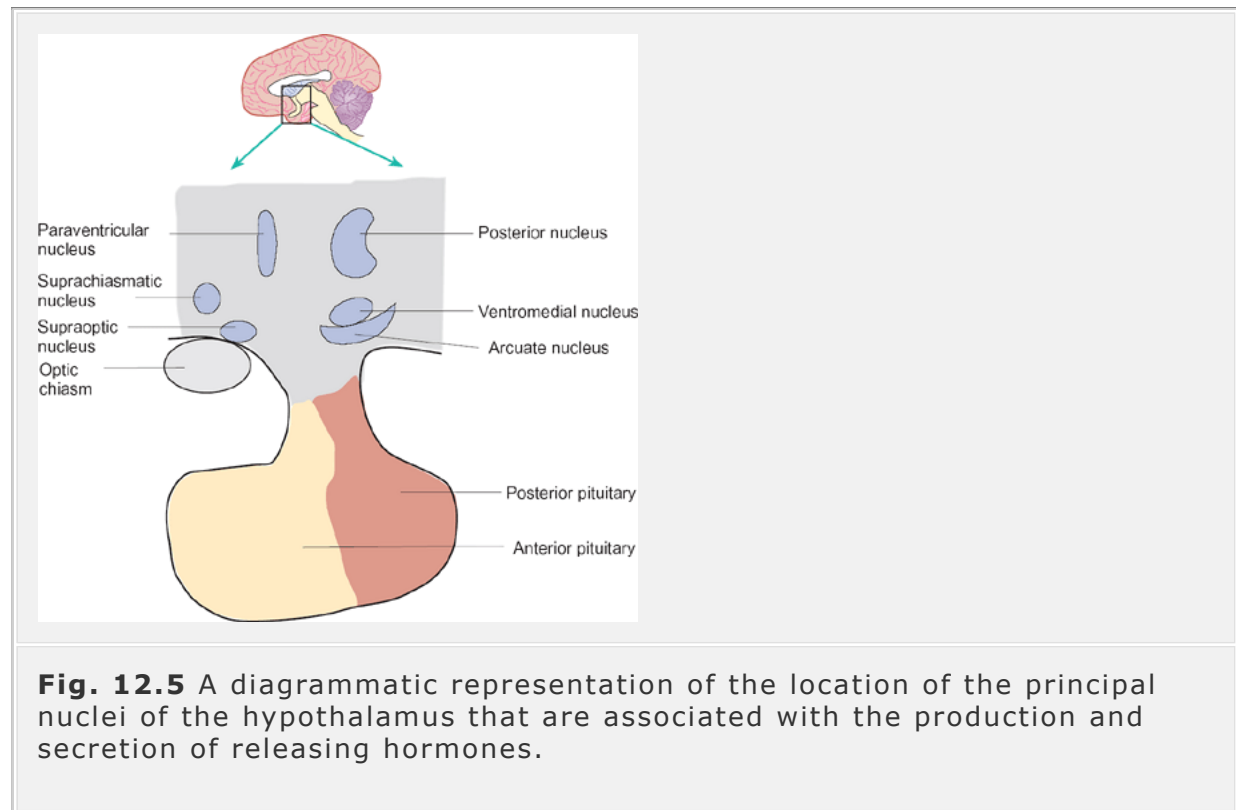 Paraventricular
nucleus
Posterior nucleus
Suprachiasmatic
nucleus
Ventromedial nucleus
Supraoptic
nucleus
Arcuate nucleus
Optic
chiasm
Posterior pituitary
Anterior pituitary
Fig. 12.5 A diagrammatic representation of the location of the principal
nuclei of the hypothalamus that are associated with the production and
secretion of releasing hormones.